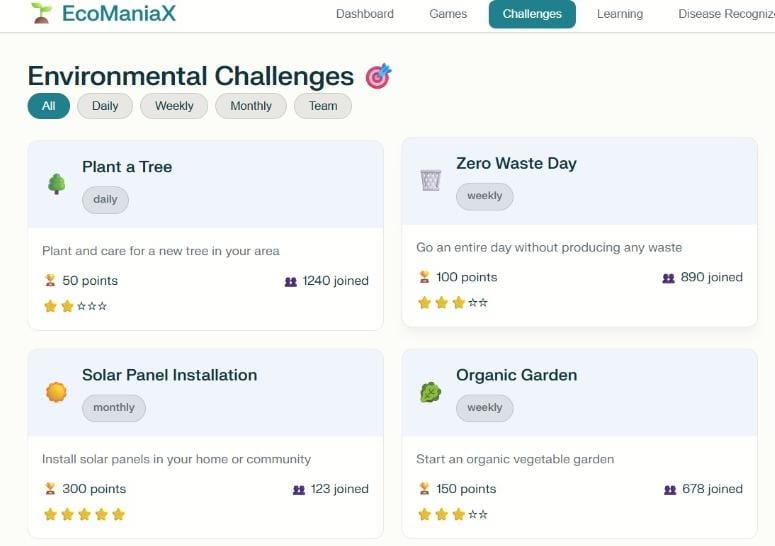 EcoManiaX
Dashboard Games Challenges Learning Disease
Environmental Challenges
All Daily Weekly Monthly Team
Plant a Tree
daily
Plant and care for a new tree in your area
50 points 1240 joined
Zero Waste Day
weekly
Go an entire day without producing any waste
100 points 890 joined
Solar Panel Installation
monthly
Install solar panels in your home or community
300 points 123 joined
Organic Garden
weekly
Start an organic vegetable garden
150 points 678 joined